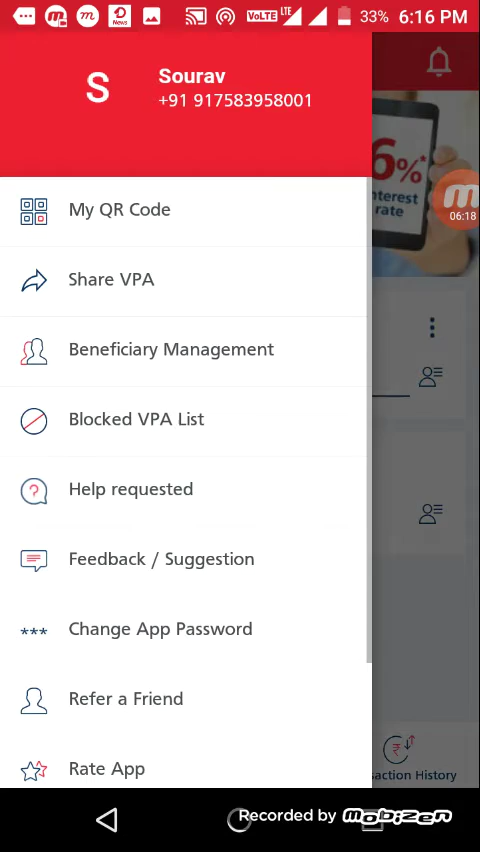 News
VoLTE LTE 33% 6:16 PM
S
Sourav
+91 917583958001
6%*
nterest
rate
06:18
My QR Code
Share VPA
Beneficiary Management
Blocked VPA List
Help requested
Feedback / Suggestion
*** Change App Password
Refer a Friend
Rate App
saction History
Recorded by Mobizen